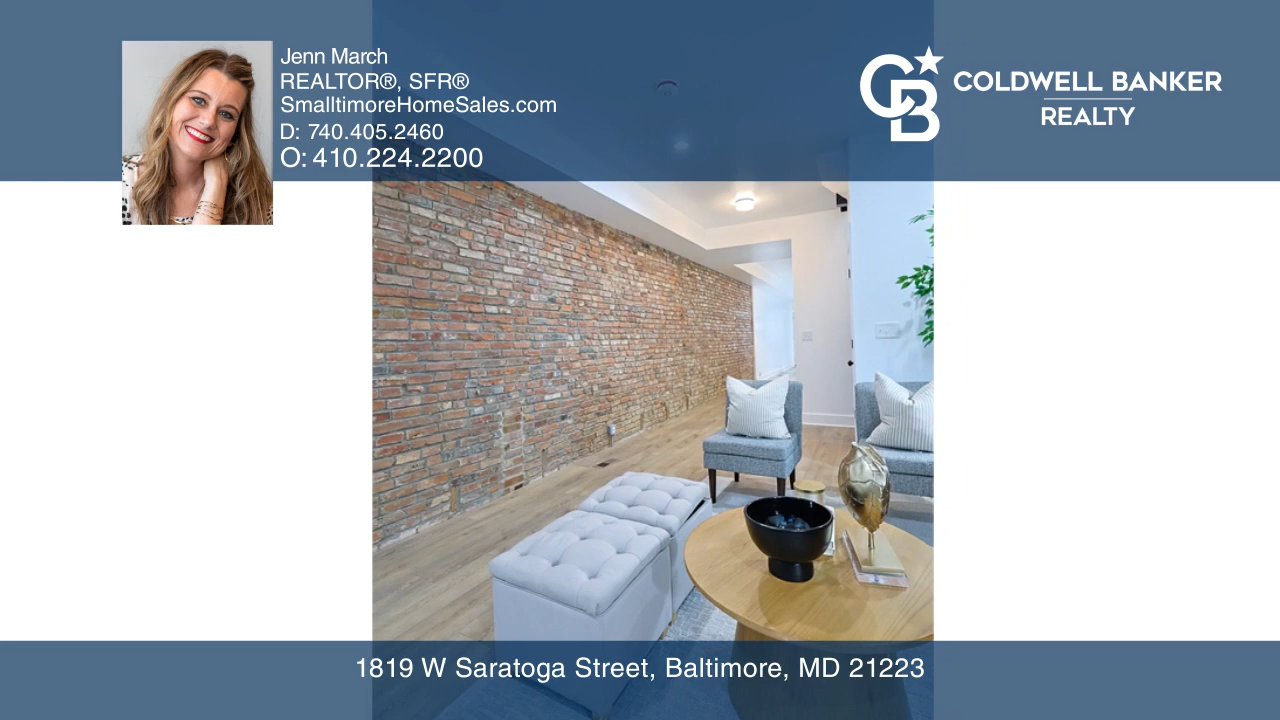 Jenn March
REALTOR®, SFR®
SmalltimoreHomeSales.com
D: 740.405.2460
O: 410.224.2200
CB
COLDWELL BANKER
REALTY
1819 W Saratoga Street, Baltimore, MD 21223